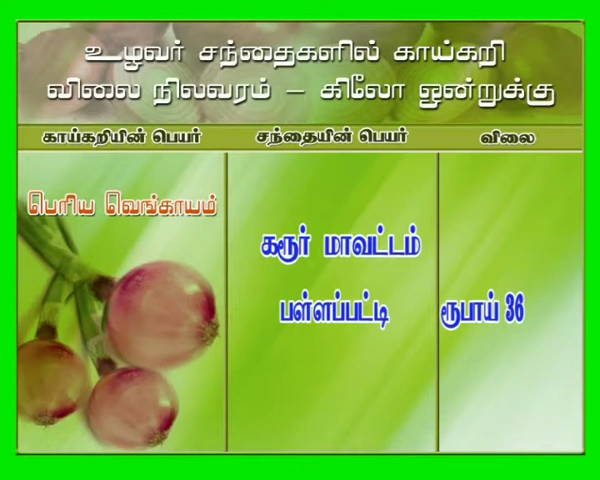 உழவர் சந்தைகளில் காய்கறி
விலை நிலவரம் – கிலோ ஒன்றுக்கு
காய்கறியின் பெயர் சந்தையின் பெயர் விலை
பெரிய வெங்காயம்
கரூர் மாவட்டம்
பள்ளப்பட்டி ரூபாய் 36